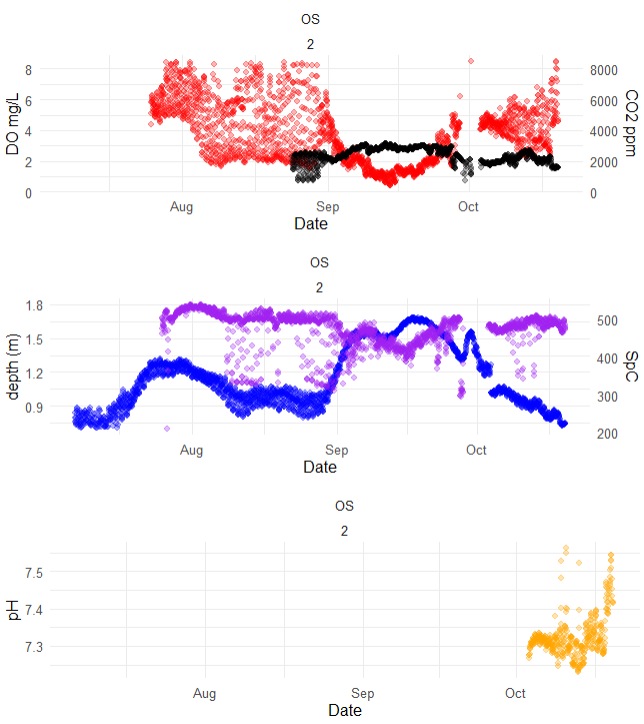 OS
2
8
6
4
2
0
DO mg/L
8000
6000
4000
2000
0
CO2 ppm
Aug
Sep
Oct
Date
OS
2
1.8
1.5
1.2
0.9
depth (m)
500
400
300
200
SpC
Aug
Sep
Oct
Date
OS
2
7.5
7.4
7.3
pH
Aug
Sep
Oct
Date